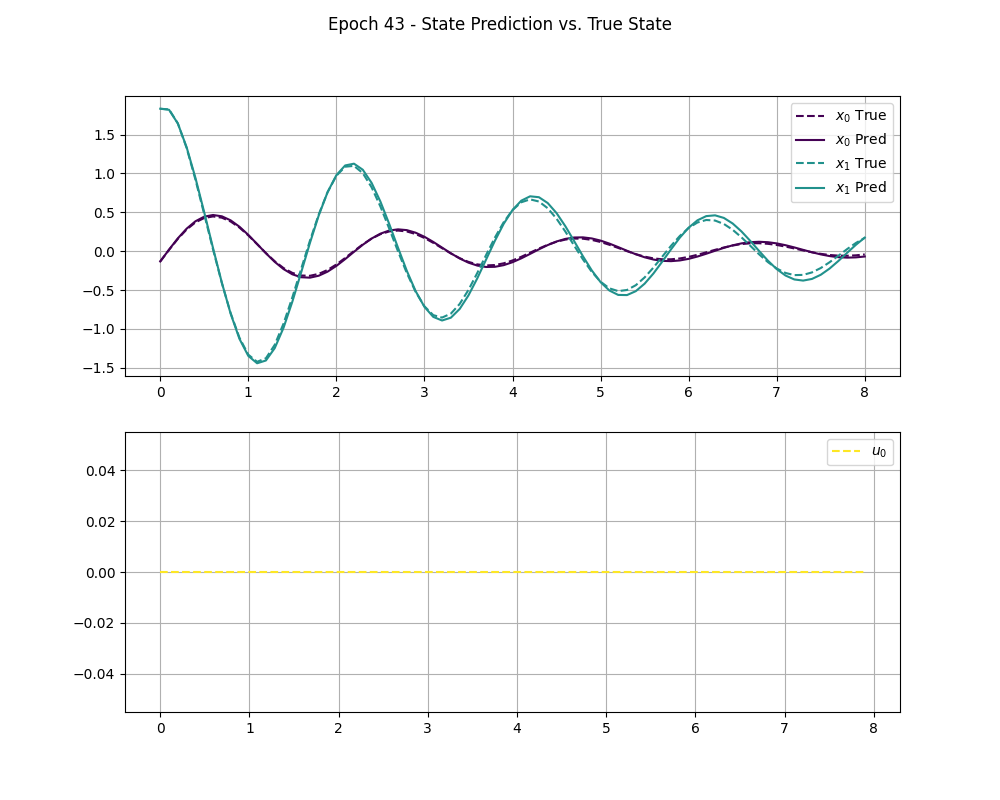 Epoch 43 - State Prediction vs. True State
1.5
1.0
0.5
0.0
−0.5
−1.0
−1.5
x₀ True
x₀ Pred
x₁ True
x₁ Pred
0 1 2 3 4 5 6 7 8
0.04
0.02
0.00
−0.02
−0.04
u₀
0 1 2 3 4 5 6 7 8